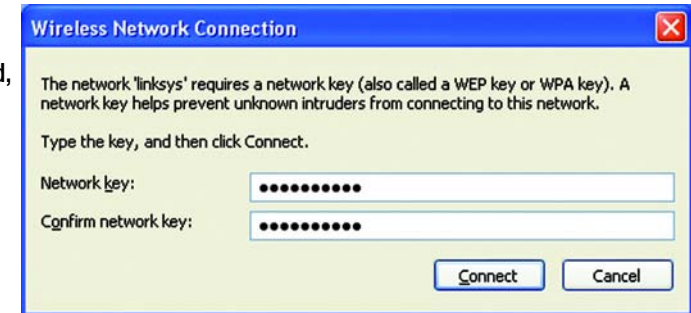 Wireless Network Connection
d,
The network 'linksys' requires a network key (also called a WEP key or WPA key). A
network key helps prevent unknown intruders from connecting to this network.
Type the key, and then click Connect.
Network key: ••••••••••
Confirm network key: ••••••••••
Connect Cancel